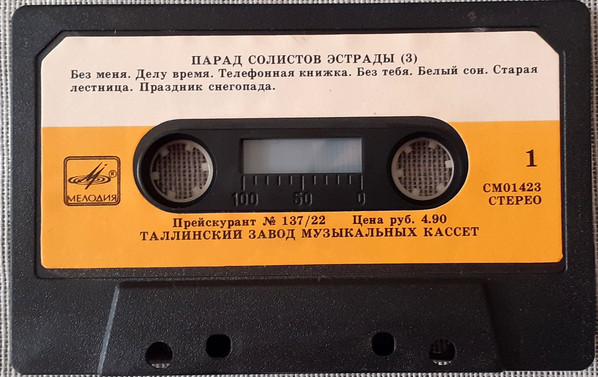 ПАРАД СОЛИСТОВ ЭСТРАДЫ (3)
Без меня. Делу время. Телефонная книжка. Без тебя. Белый сон. Старая
лестница. Праздник снегопада.
1
МЕЛОДИЯ
®
100 50 0
СМ01423
СТЕРЕО
Прейскурант № 137/22 Цена руб. 4.90
ТАЛЛИНСКИЙ ЗАВОД МУЗЫКАЛЬНЫХ КАССЕТ